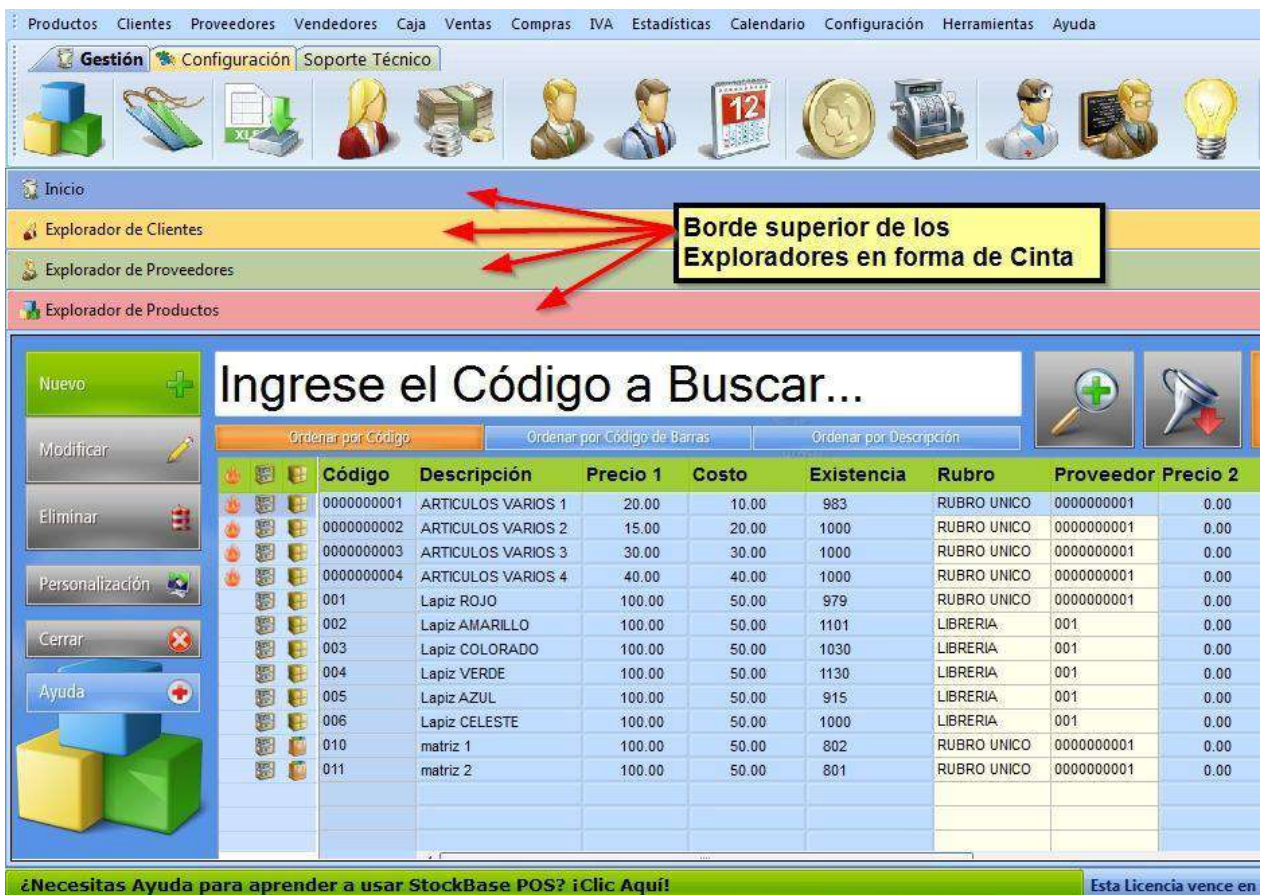 Productos Clientes Proveedores Vendedores Caja Ventas Compras IVA Estadísticas Calendario Configuración Herramientas Ayuda
Gestión Configuración Soporte Técnico
XLS 12
Inicio
Explorador de Clientes
Explorador de Proveedores
Explorador de Productos
Borde superior de los
Exploradores en forma de Cinta
Nuevo
Modificar
Eliminar
Personalización
Cerrar
Ayuda
Ingrese el Código a Buscar...
Ordenar por Código Ordenar por Código de Barras Ordenar por Descripción
Código Descripción Precio 1 Costo Existencia Rubro Proveedor Precio 2
0000000001 ARTICULOS VARIOS 1 20.00 10.00 983 RUBRO UNICO 0000000001 0.00
0000000002 ARTICULOS VARIOS 2 15.00 20.00 1000 RUBRO UNICO 0000000001 0.00
0000000003 ARTICULOS VARIOS 3 30.00 30.00 1000 RUBRO UNICO 0000000001 0.00
0000000004 ARTICULOS VARIOS 4 40.00 40.00 1000 RUBRO UNICO 0000000001 0.00
001 Lapiz ROJO 100.00 50.00 979 RUBRO UNICO 0000000001 0.00
002 Lapiz AMARILLO 100.00 50.00 1101 LIBRERIA 001 0.00
003 Lapiz COLORADO 100.00 50.00 1030 LIBRERIA 001 0.00
004 Lapiz VERDE 100.00 50.00 1130 LIBRERIA 001 0.00
005 Lapiz AZUL 100.00 50.00 915 LIBRERIA 001 0.00
006 Lapiz CELESTE 100.00 50.00 1000 LIBRERIA 001 0.00
010 matriz 1 100.00 50.00 802 RUBRO UNICO 0000000001 0.00
011 matriz 2 100.00 50.00 801 RUBRO UNICO 0000000001 0.00
¿Necesitas Ayuda para aprender a usar StockBase POS? ¡Clic Aquí! Esta Licencia vence en